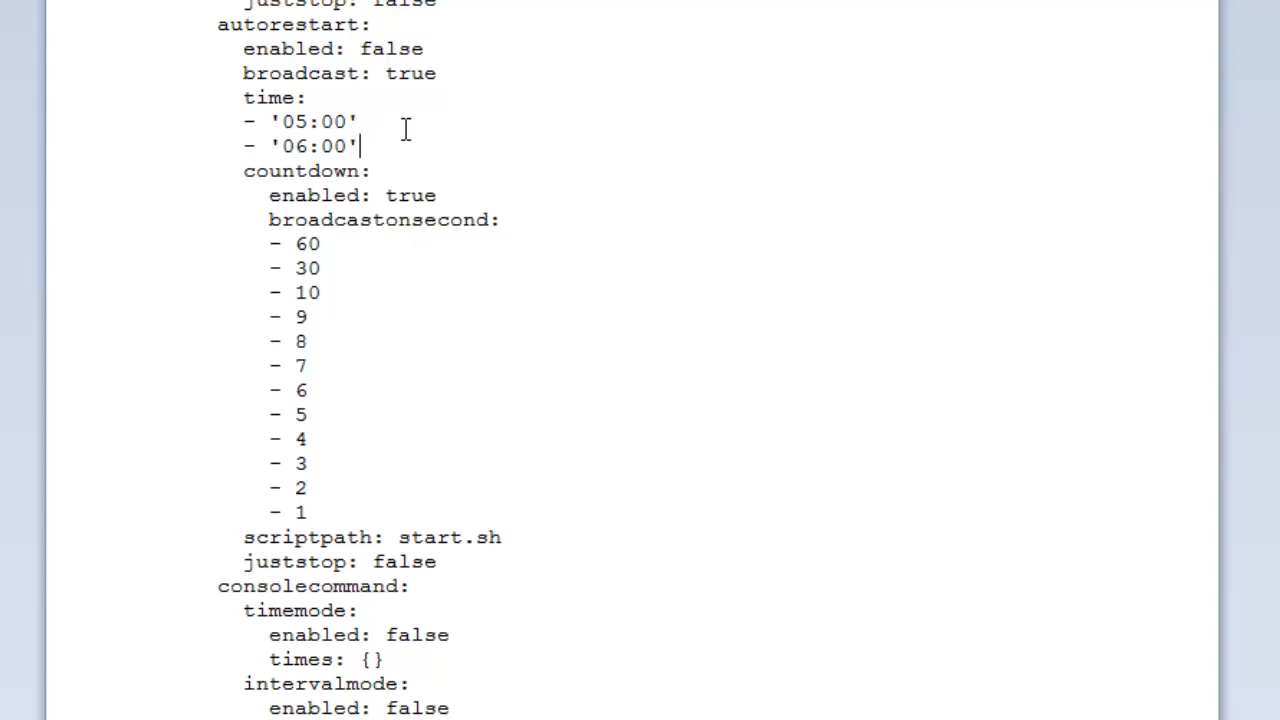 juststop: false
autorestart:
enabled: false
broadcast: true
time:
- '05:00'
- '06:00'
countdown:
enabled: true
broadcastonsecond:
- 60
- 30
- 10
- 9
- 8
- 7
- 6
- 5
- 4
- 3
- 2
- 1
scriptpath: start.sh
juststop: false
consolecommand:
timemode:
enabled: false
times: {}
intervalmode:
enabled: false